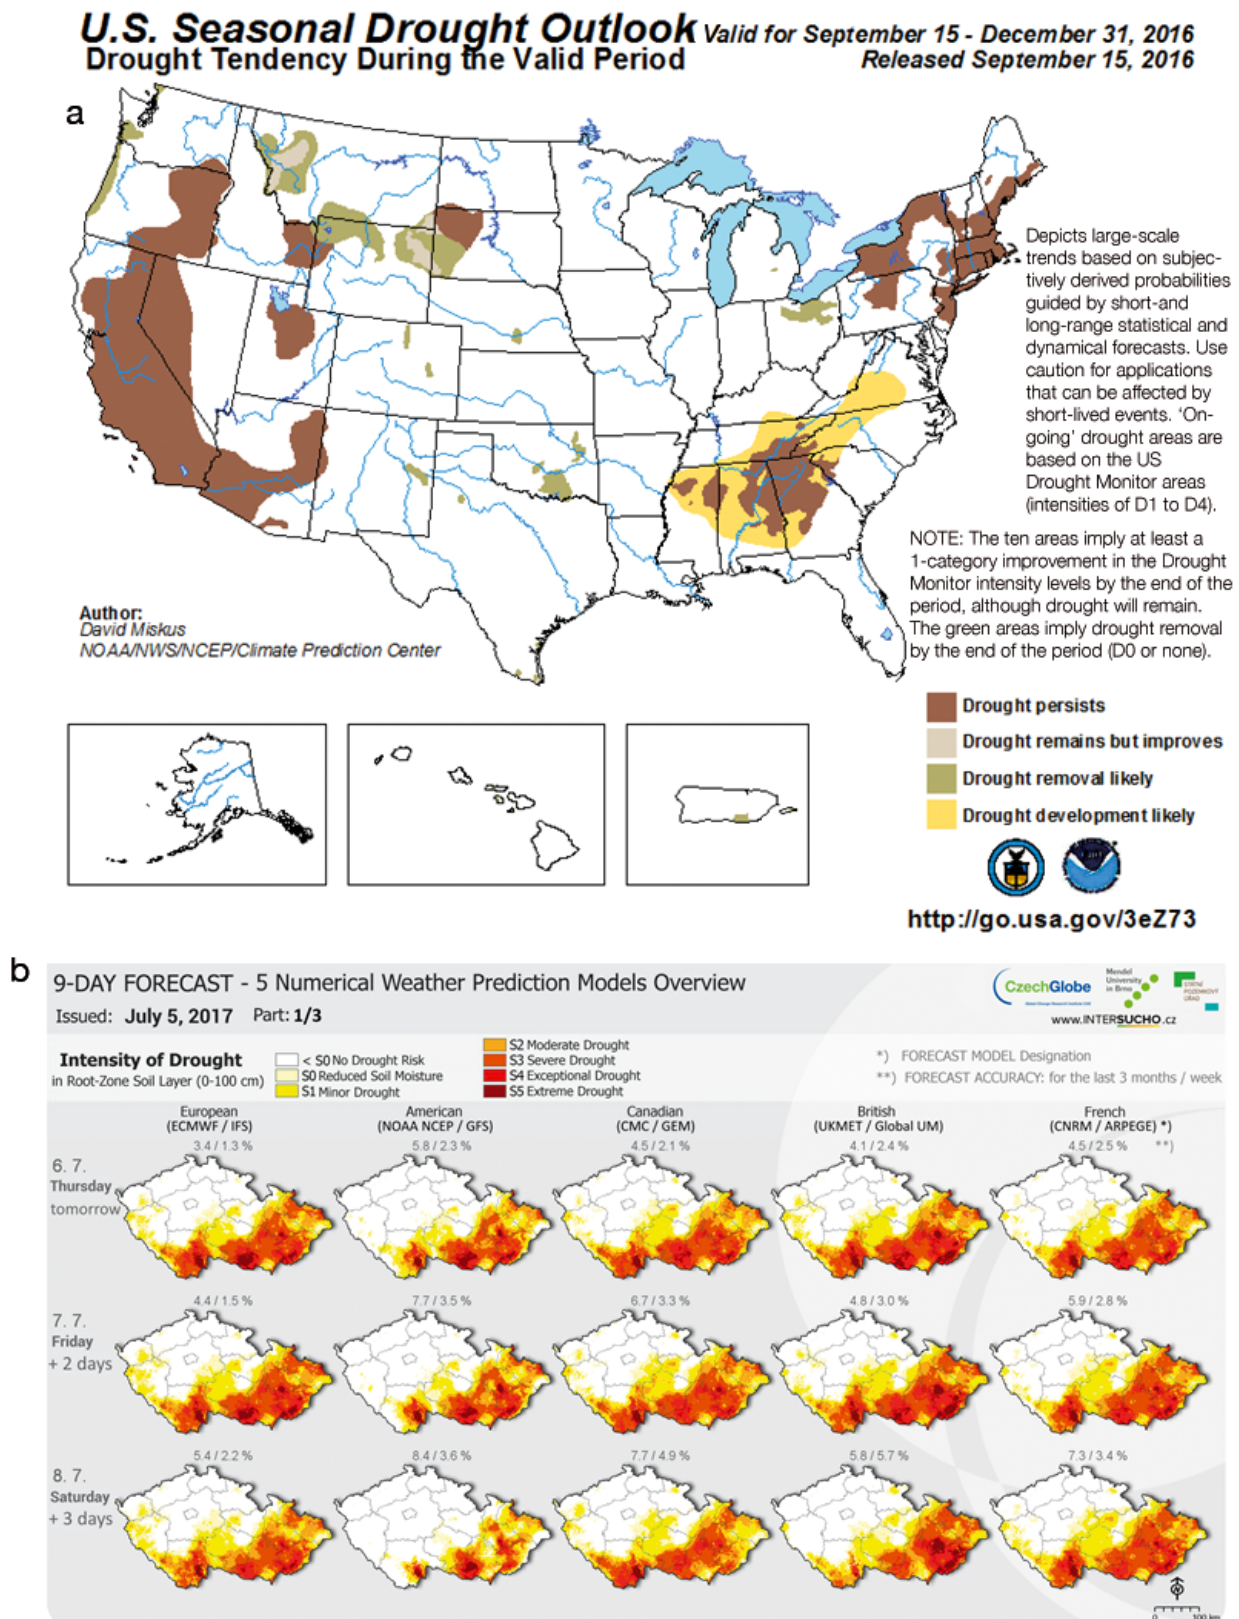 U.S. Seasonal Drought Outlook Valid for September 15 - December 31, 2016
Drought Tendency During the Valid Period Released September 15, 2016
a
Depicts large-scale
trends based on subjec-
tively derived probabilities
guided by short-and
long-range statistical and
dynamical forecasts. Use
caution for applications
that can be affected by
short-lived events. ‘On-
going’ drought areas are
based on the US
Drought Monitor areas
(intensities of D1 to D4).
NOTE: The ten areas imply at least a
1-category improvement in the Drought
Monitor intensity levels by the end of the
period, although drought will remain.
The green areas imply drought removal
by the end of the period (D0 or none).
Author:
David Miskus
NOAA/NWS/NCEP/Climate Prediction Center
Drought persists
Drought remains but improves
Drought removal likely
Drought development likely
http://go.usa.gov/3eZ73
b
9-DAY FORECAST - 5 Numerical Weather Prediction Models Overview
Issued: July 5, 2017 Part: 1/3
CzechGlobe
Mendel
University
in Brno
STÁTNÍ
POZEMKOVÝ
ÚŘAD
www.INTERSUCHO.cz
Intensity of Drought
in Root-Zone Soil Layer (0-100 cm)
< S0 No Drought Risk
S0 Reduced Soil Moisture
S1 Minor Drought
S2 Moderate Drought
S3 Severe Drought
S4 Exceptional Drought
S5 Extreme Drought
*) FORECAST MODEL Designation
**) FORECAST ACCURACY: for the last 3 months / week
European American Canadian British French
(ECMWF / IFS) (NOAA NCEP / GFS) (CMC / GEM) (UKMET / Global UM) (CNRM / ARPEGE) *)
3.4 / 1.3 % 5.8 / 2.3 % 4.5 / 2.1 % 4.1 / 2.4 % 4.5 / 2.5 % **)
6. 7.
Thursday
tomorrow
4.4 / 1.5 % 7.7 / 3.5 % 6.7 / 3.3 % 4.8 / 3.0 % 5.9 / 2.8 %
7. 7.
Friday
+ 2 days
5.4 / 2.2 % 8.4 / 3.6 % 7.7 / 4.9 % 5.8 / 5.7 % 7.3 / 3.4 %
8. 7.
Saturday
+ 3 days
0 100 km